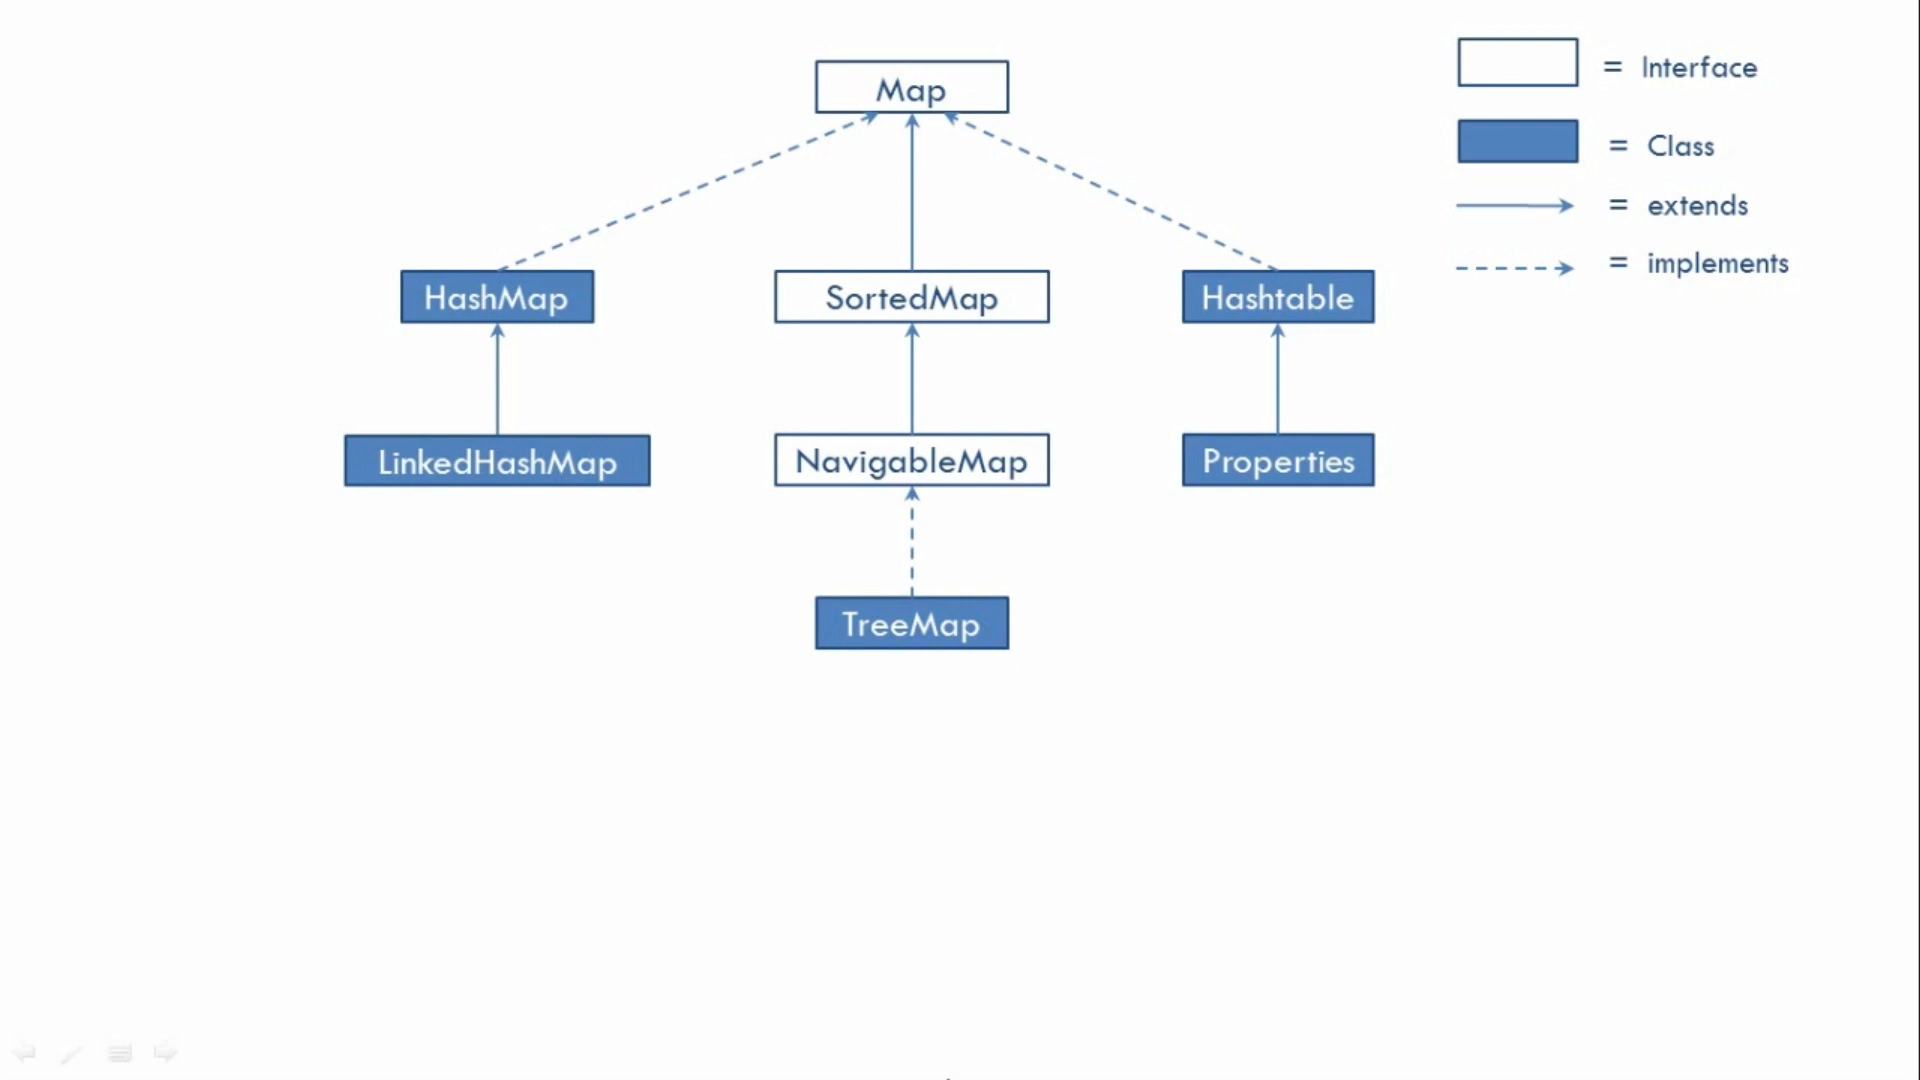 Map
HashMap
SortedMap
Hashtable
LinkedHashMap
NavigableMap
Properties
TreeMap
= Interface
= Class
= extends
= implements